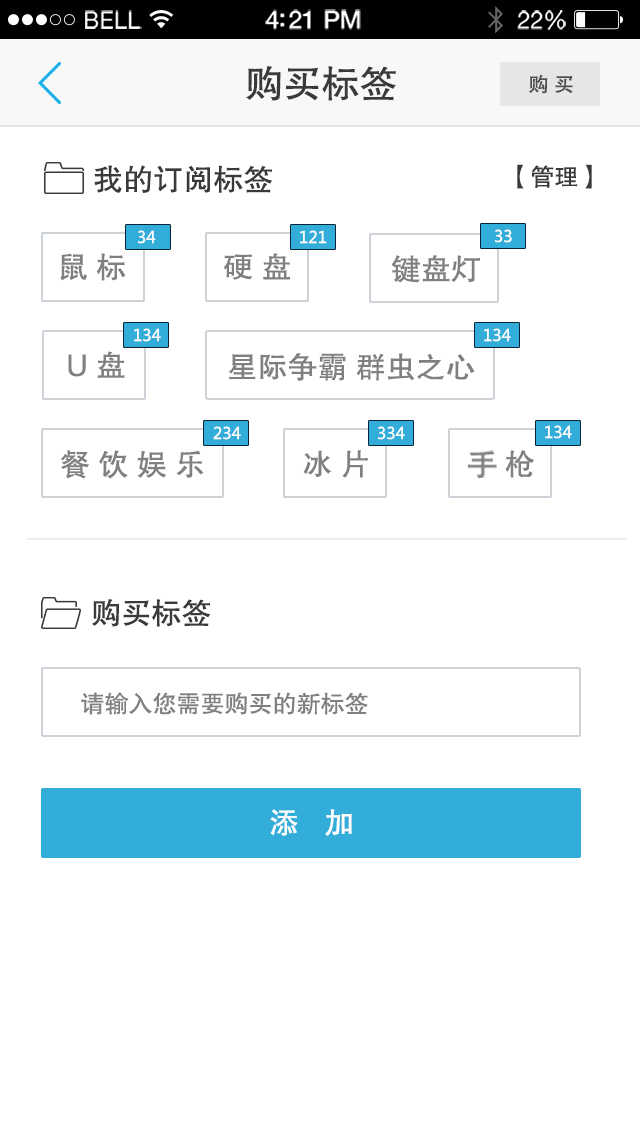 BELL 4:21 PM 22%
购买标签 购 买
我的订阅标签 【管理】
34 121 33
鼠 标 硬 盘 键盘灯
134 134
U 盘 星际争霸 群虫之心
234 334 134
餐 饮 娱 乐 冰 片 手 枪
购买标签
请输入您需要购买的新标签
添 加